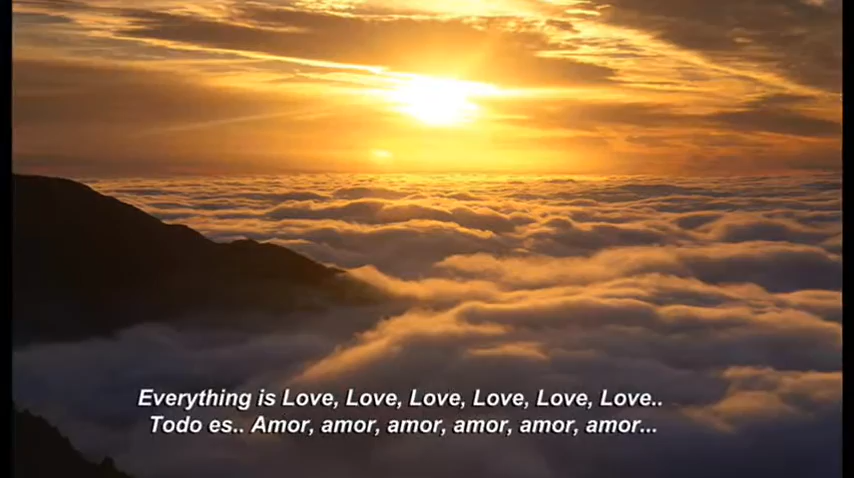 Everything is Love, Love, Love, Love, Love, Love..
Todo es.. Amor, amor, amor, amor, amor, amor...